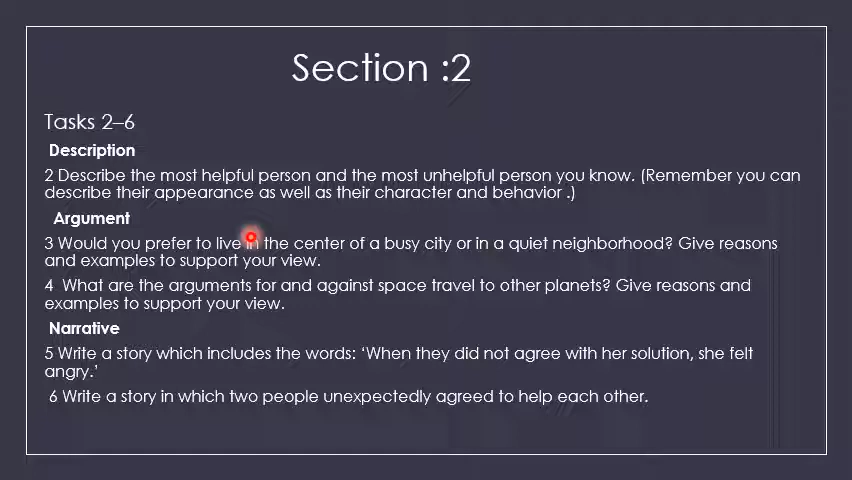 Section :2
Tasks 2–6
Description
2 Describe the most helpful person and the most unhelpful person you know. (Remember you can
describe their appearance as well as their character and behavior .)
Argument
3 Would you prefer to live in the center of a busy city or in a quiet neighborhood? Give reasons
and examples to support your view.
4 What are the arguments for and against space travel to other planets? Give reasons and
examples to support your view.
Narrative
5 Write a story which includes the words: ‘When they did not agree with her solution, she felt
angry.’
6 Write a story in which two people unexpectedly agreed to help each other.